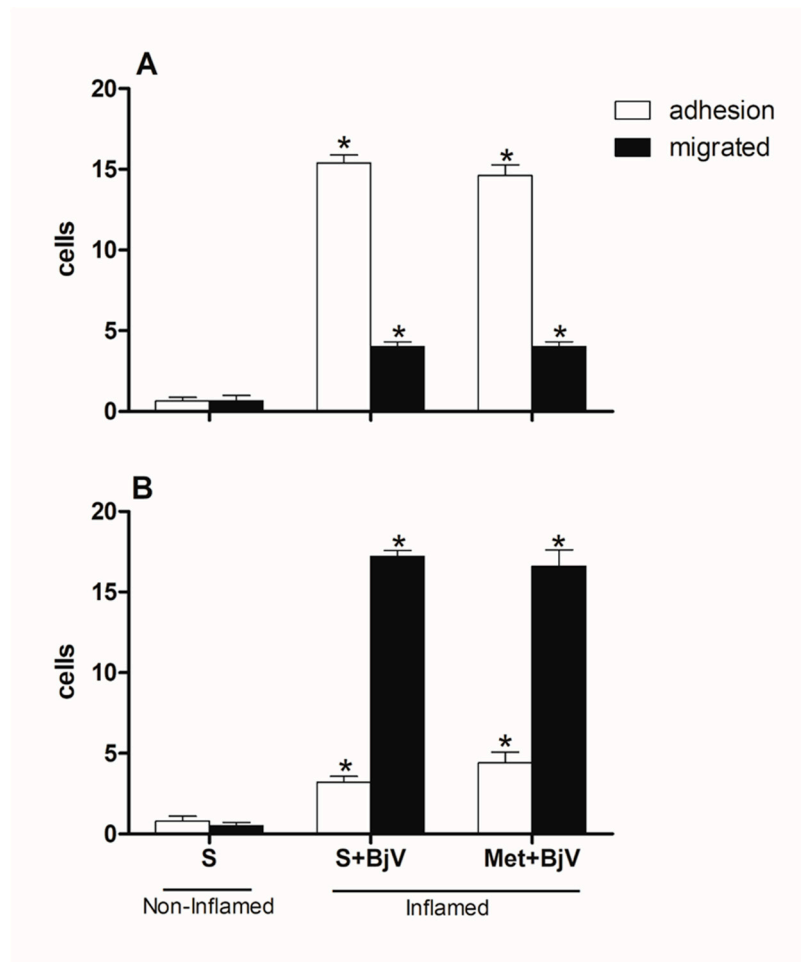 A
20
adhesion
migrated
15
* *
10
cells
5
* *
0
B
20
* *
15
10
cells
5
* *
0
S S+BjV Met+BjV
Non-Inflamed Inflamed